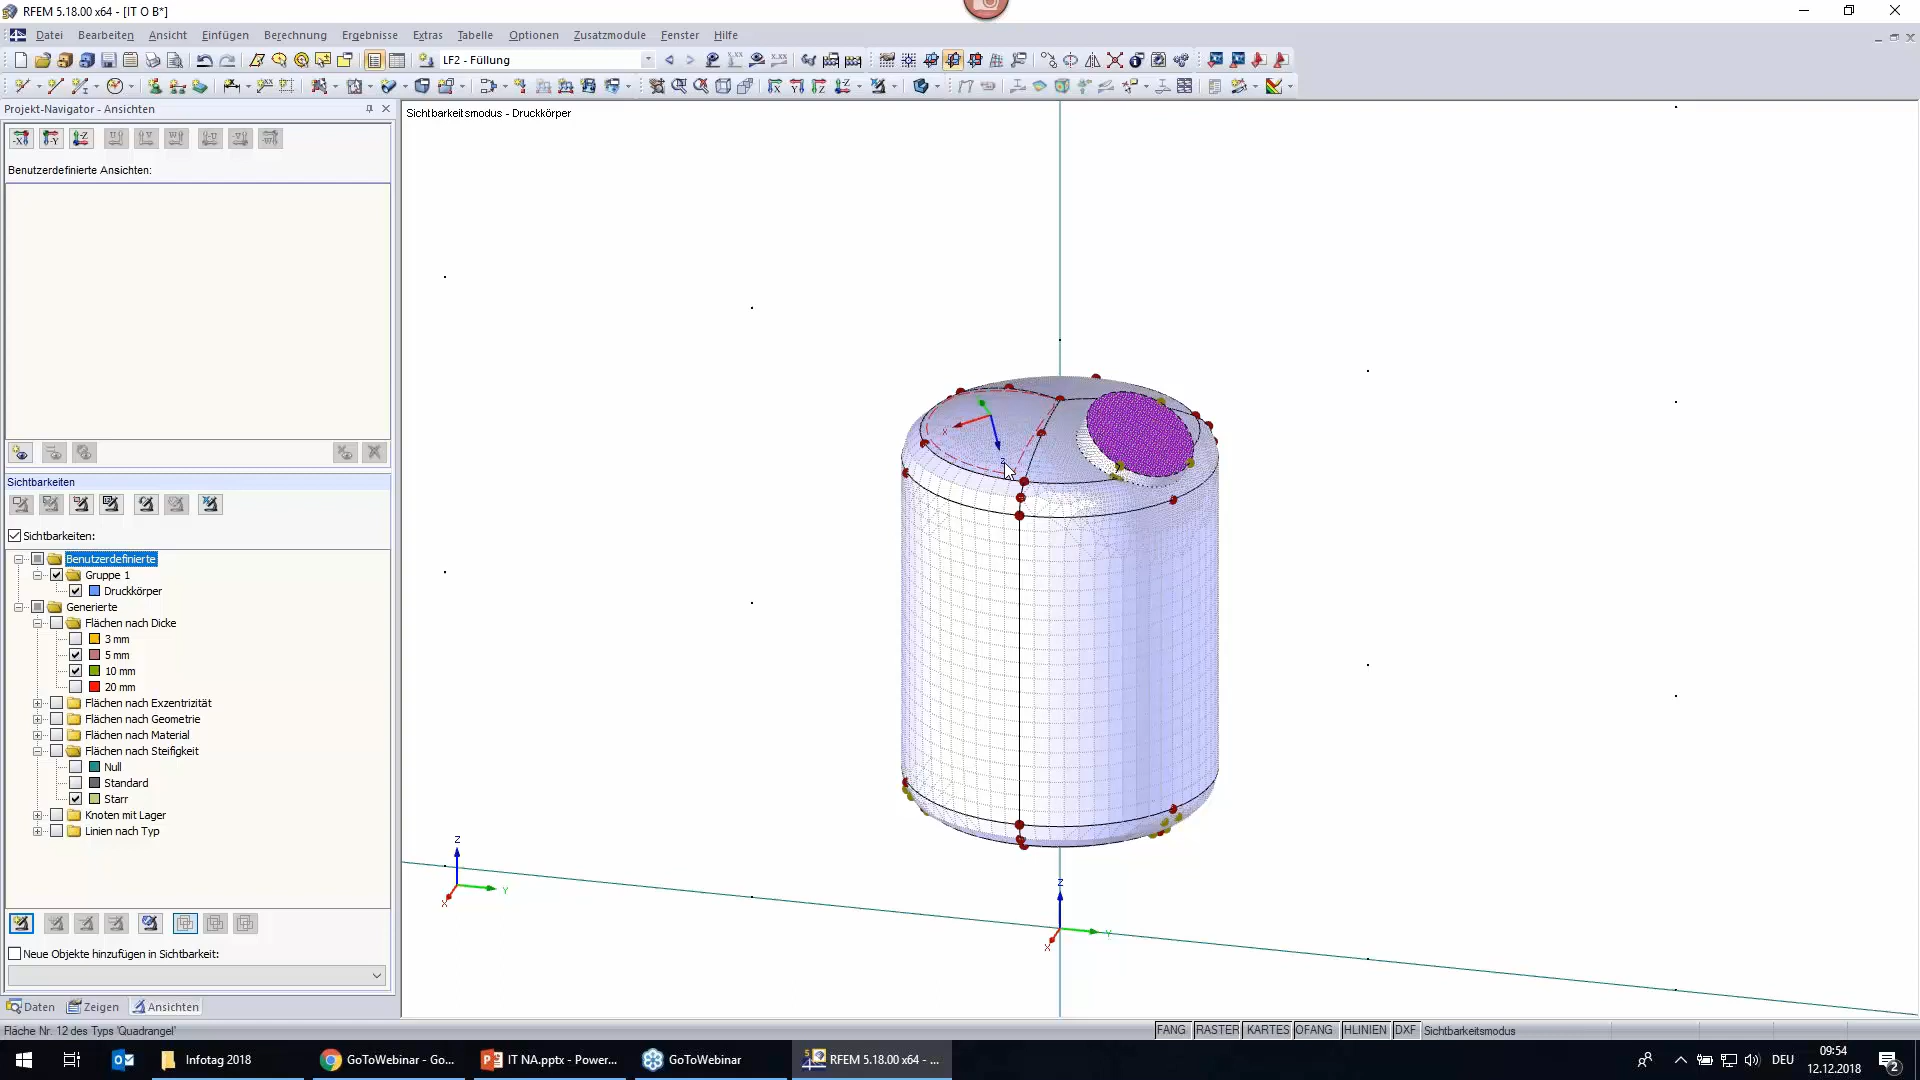 RFEM 5.18.00 x64 - [IT O B*]
Datei Bearbeiten Ansicht Einfügen Berechnung Ergebnisse Extras Tabelle Optionen Zusatzmodule Fenster Hilfe
LF2 - Füllung
Projekt-Navigator - Ansichten
Benutzerdefinierte Ansichten:
Sichtbarkeiten
Sichtbarkeiten:
Benutzerdefinierte
Gruppe 1
Druckkörper
Generierte
Flächen nach Dicke
3 mm
5 mm
10 mm
20 mm
Flächen nach Exzentrizität
Flächen nach Geometrie
Flächen nach Material
Flächen nach Steifigkeit
Null
Standard
Starr
Knoten mit Lager
Linien nach Typ
Neue Objekte hinzufügen in Sichtbarkeit:
Daten Zeigen Ansichten
Sichtbarkeitsmodus - Druckkörper
X
Z
Z
Y
X
Z
Y
X
Fläche Nr. 12 des Typs 'Quadrangel'
FANG RASTER KARTES OFANG HLINIEN DXF Sichtbarkeitsmodus
Infotag 2018 GoToWebinar - Go... IT NA.pptx - Power... GoToWebinar RFEM 5.18.00 x64 - ...
DEU
09:54
12.12.2018
2